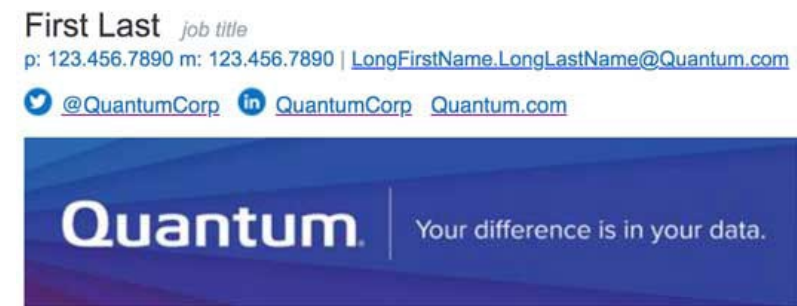 First Last job title
p: 123.456.7890 m: 123.456.7890 | LongFirstName.LongLastName@Quantum.com
@QuantumCorp in QuantumCorp Quantum.com
Quantum. Your difference is in your data.